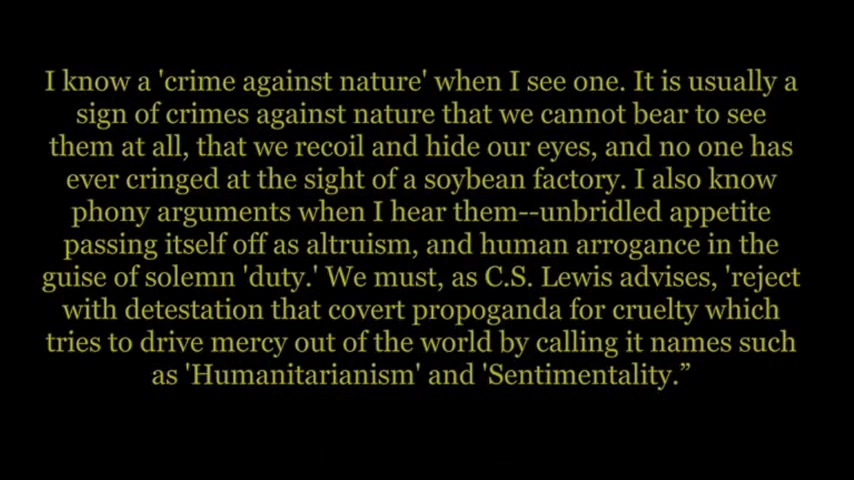 I know a 'crime against nature' when I see one. It is usually a
sign of crimes against nature that we cannot bear to see
them at all, that we recoil and hide our eyes, and no one has
ever cringed at the sight of a soybean factory. I also know
phony arguments when I hear them--unbridled appetite
passing itself off as altruism, and human arrogance in the
guise of solemn 'duty.' We must, as C.S. Lewis advises, 'reject
with detestation that covert propoganda for cruelty which
tries to drive mercy out of the world by calling it names such
as 'Humanitarianism' and 'Sentimentality.”